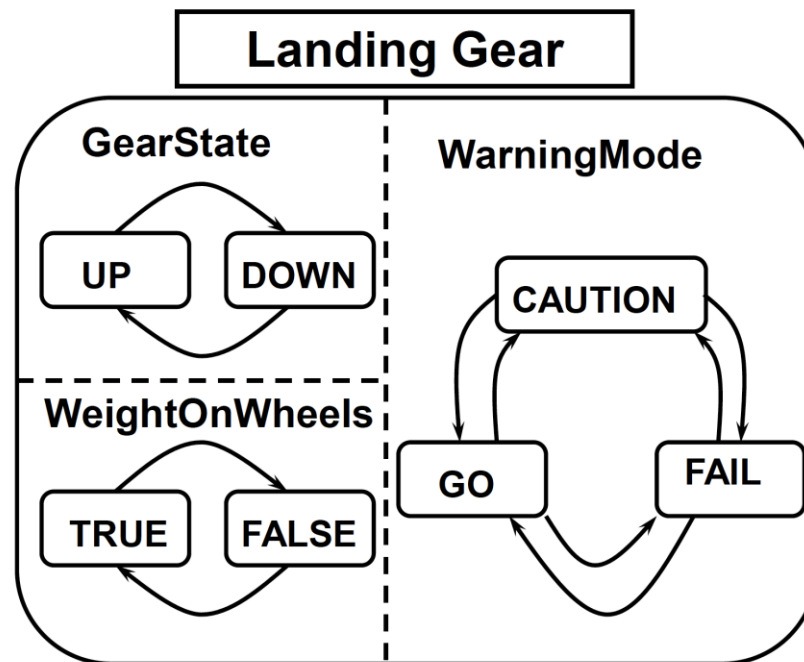 Landing Gear
GearState
UP
DOWN
WeightOnWheels
TRUE
FALSE
WarningMode
CAUTION
GO
FAIL